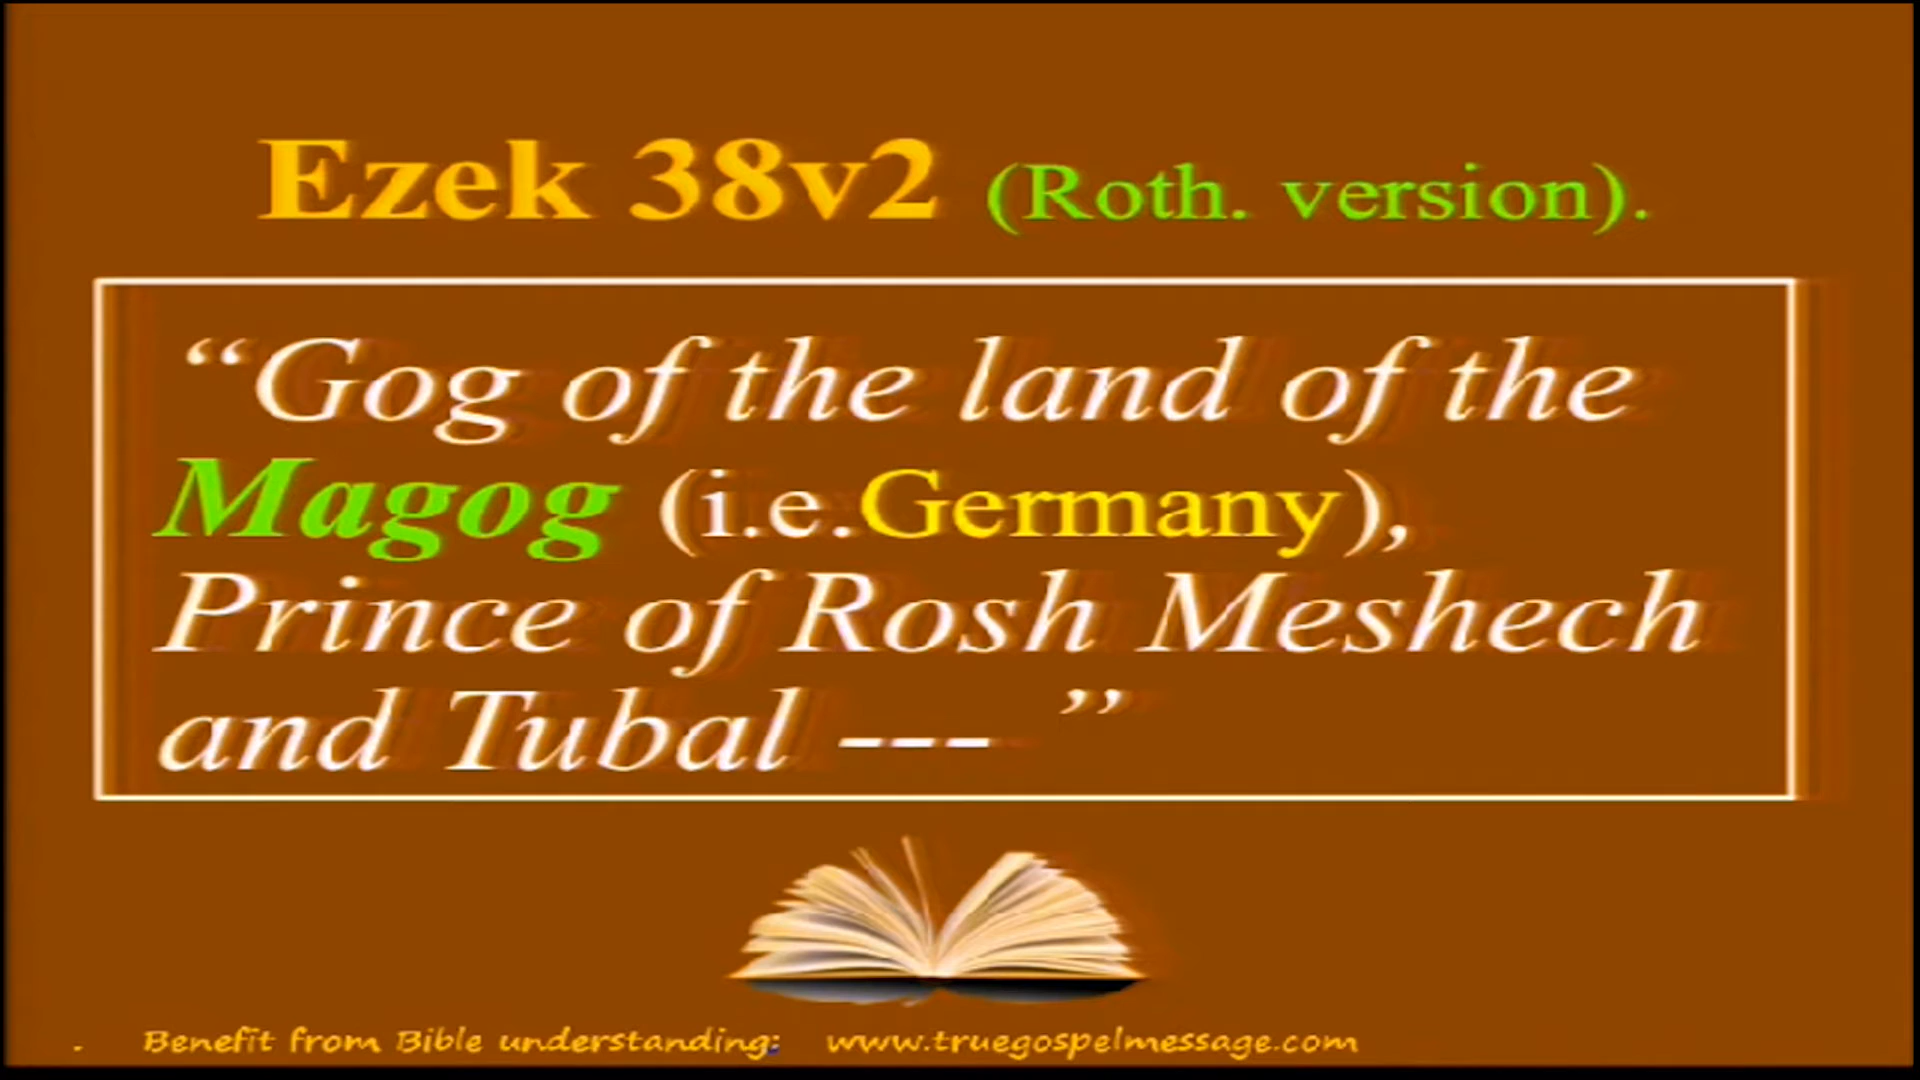 Ezek 38v2 (Roth. version).
“Gog of the land of the
Magog (i.e.Germany),
Prince of Rosh Meshech
and Tubal --- ”
. Benefit from Bible understanding: www.truegospelmessage.com